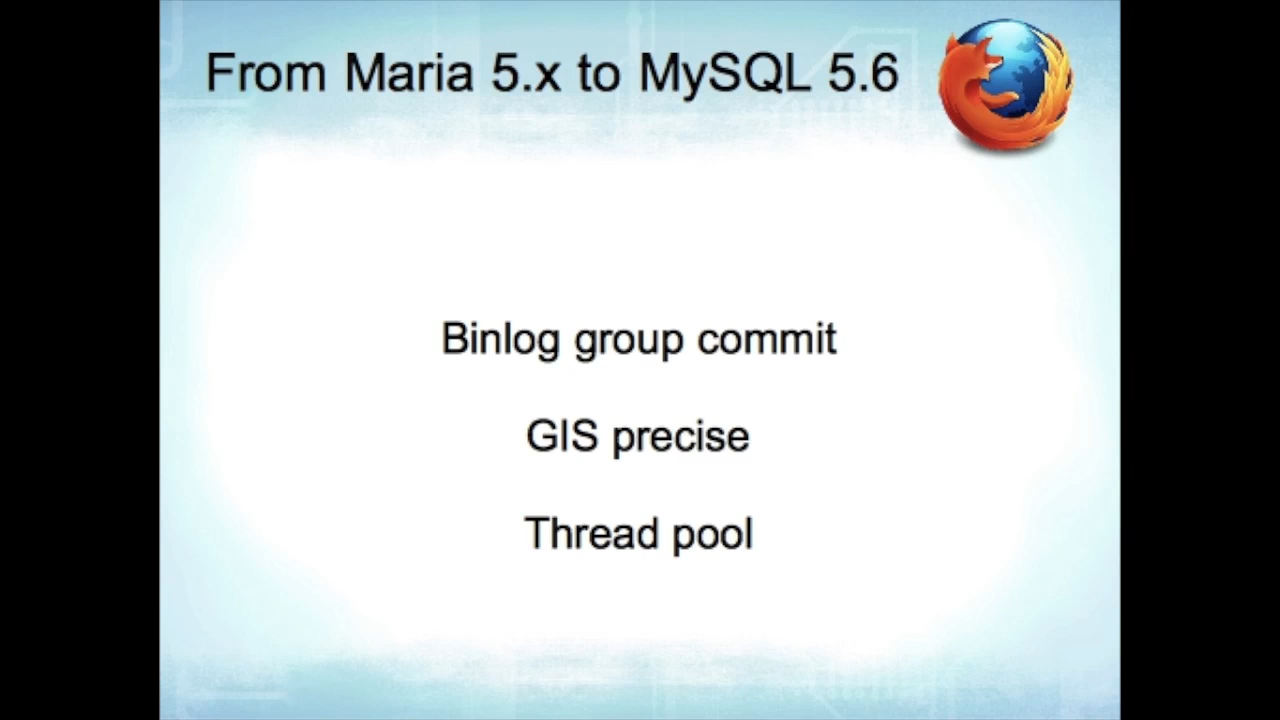 From Maria 5.x to MySQL 5.6
Binlog group commit
GIS precise
Thread pool